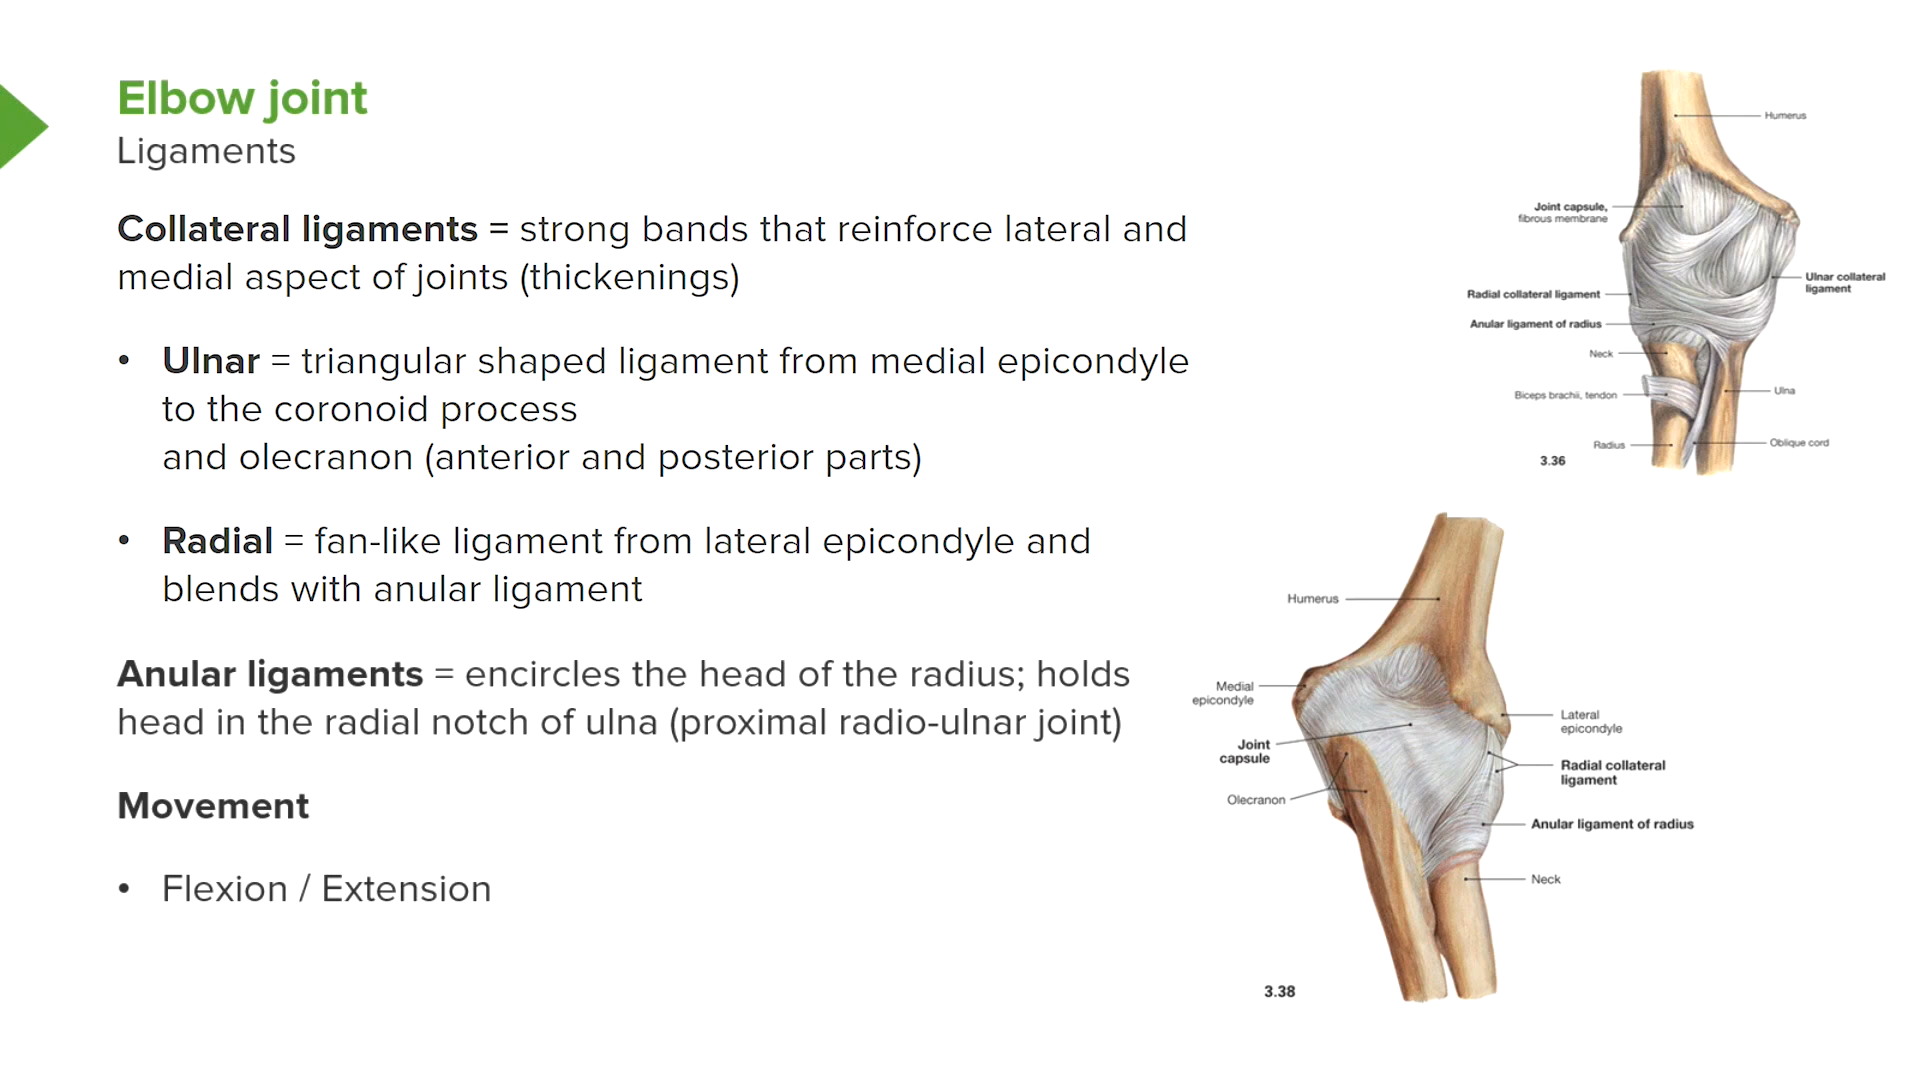 Elbow joint
Ligaments
Collateral ligaments = strong bands that reinforce lateral and
medial aspect of joints (thickenings)
• Ulnar = triangular shaped ligament from medial epicondyle
to the coronoid process
and olecranon (anterior and posterior parts)
• Radial = fan-like ligament from lateral epicondyle and
blends with anular ligament
Anular ligaments = encircles the head of the radius; holds
head in the radial notch of ulna (proximal radio-ulnar joint)
Movement
• Flexion / Extension
Humerus
Joint capsule,
fibrous membrane
Ulnar collateral
ligament
Radial collateral ligament
Anular ligament of radius
Neck
Biceps brachii, tendon
Ulna
Radius
Oblique cord
3.36
Humerus
Medial
epicondyle
Lateral
epicondyle
Joint
capsule
Radial collateral
ligament
Olecranon
Anular ligament of radius
Neck
3.38